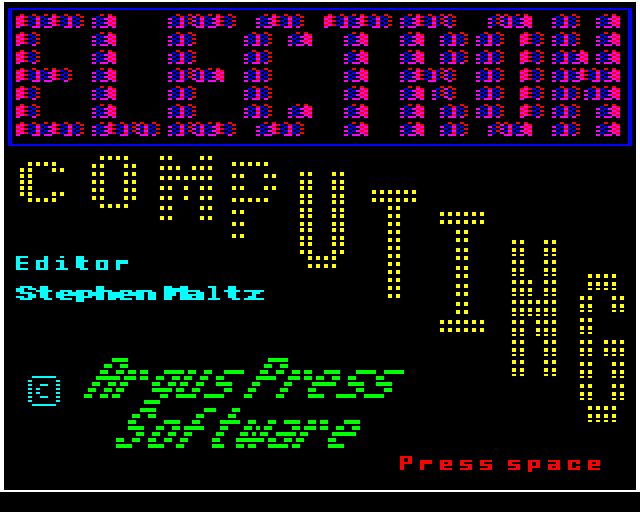 ELECTRON
COMPUTING
Editor
Stephen Maltz
© Argus Press
Software
Press space